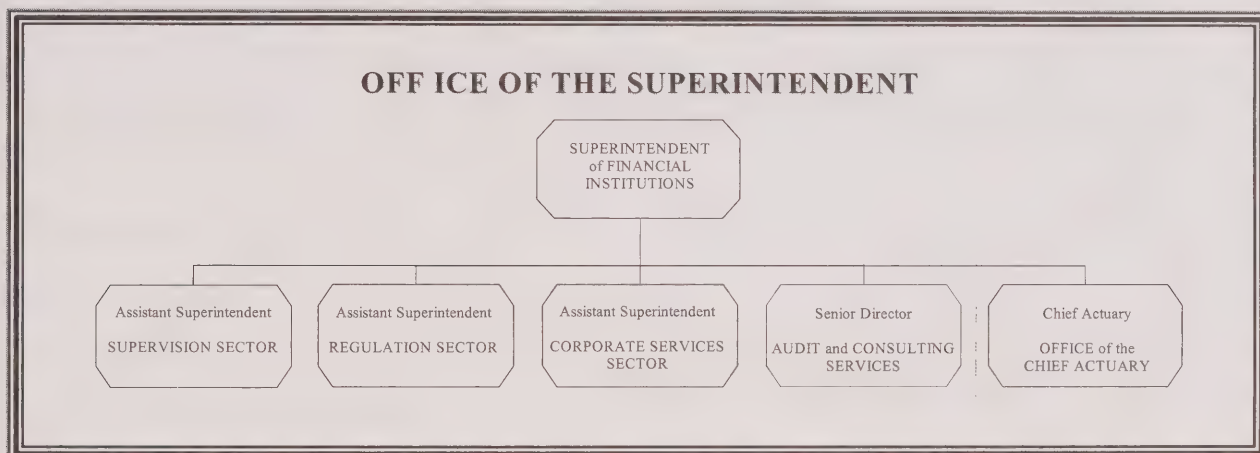 OFF ICE OF THE SUPERINTENDENT
SUPERINTENDENT
of FINANCIAL
INSTITUTIONS
Assistant Superintendent
SUPERVISION SECTOR
Assistant Superintendent
REGULATION SECTOR
Assistant Superintendent
CORPORATE SERVICES
SECTOR
Senior Director
AUDIT and CONSULTING
SERVICES
Chief Actuary
OFFICE of the
CHIEF ACTUARY